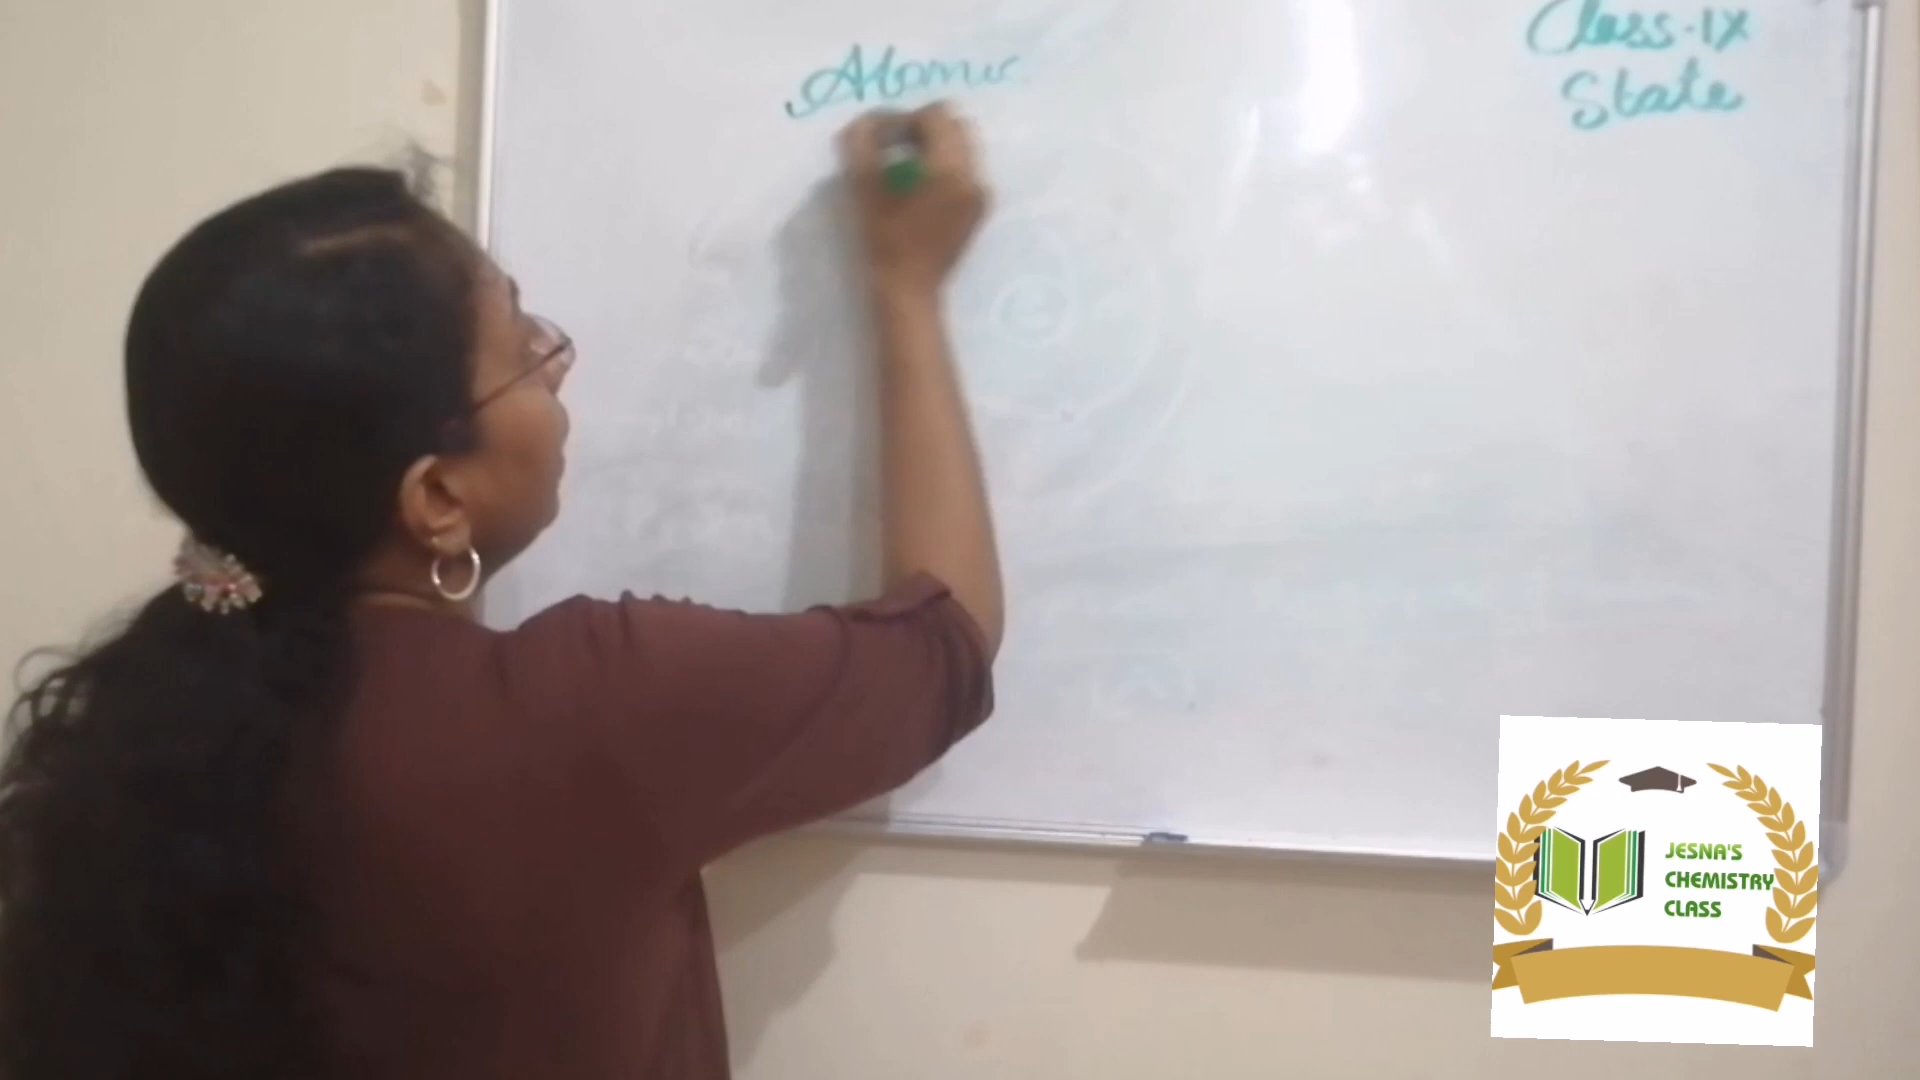 Atomic
Class-IX
State
JESNA'S
CHEMISTRY
CLASS